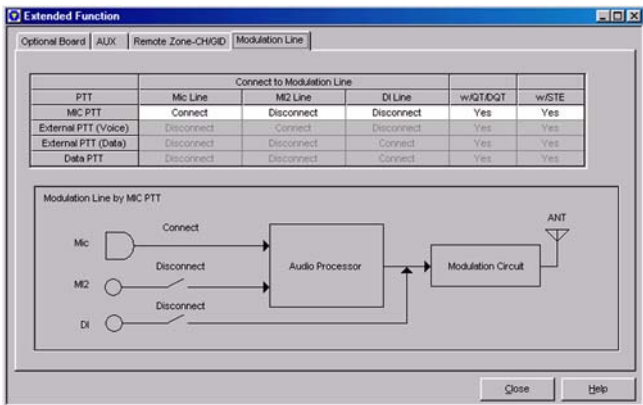 Extended Function
Optional Board AUX Remote Zone-CH/GID Modulation Line
Connect to Modulation Line
PTT Mic Line MI2 Line DI Line w/QT/DQT w/STE
MIC PTT Connect Disconnect Disconnect Yes Yes
External PTT (Voice) Disconnect Connect Disconnect Yes Yes
External PTT (Data) Disconnect Disconnect Connect Yes Yes
Data PTT Disconnect Disconnect Connect Yes Yes
Modulation Line by MIC PTT
ANT
Connect
Mic
Disconnect
Audio Processor
Modulation Circuit
MI2
Disconnect
DI
Close Help